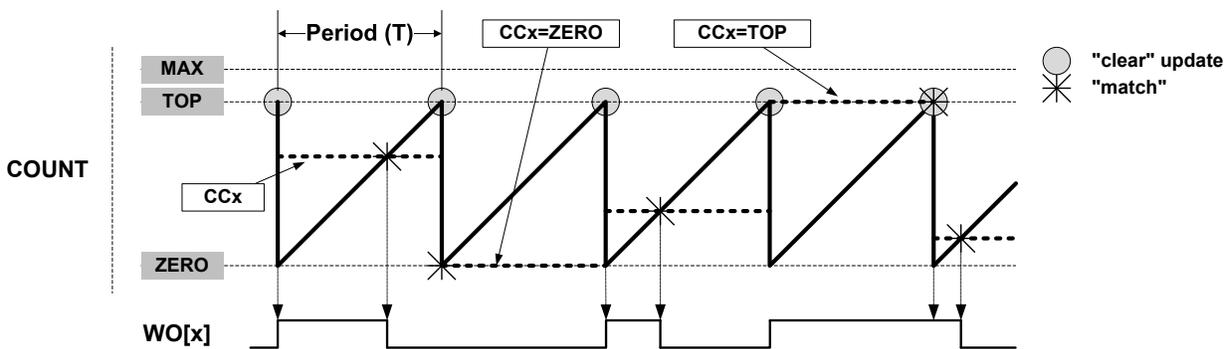 Period (T)
CCx=ZERO
CCx=TOP
"clear" update
"match"
MAX
TOP
COUNT
CCx
ZERO
WO[x]